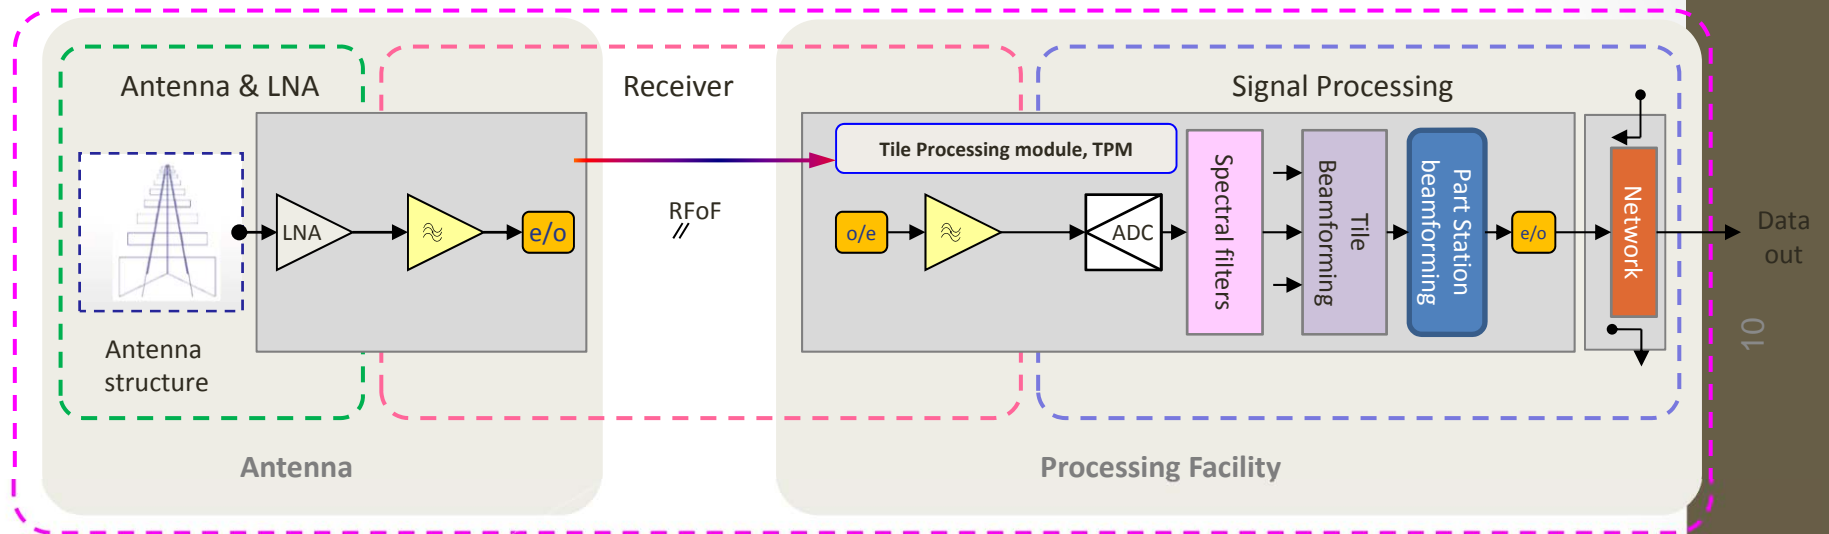 Antenna & LNA
Receiver
Signal Processing
Tile Processing module, TPM
LNA
e/o
RFoF
o/e
ADC
Spectral filters
Tile
Beamforming
Part Station
beamforming
e/o
Network
Data
out
Antenna
structure
10
Antenna
Processing Facility